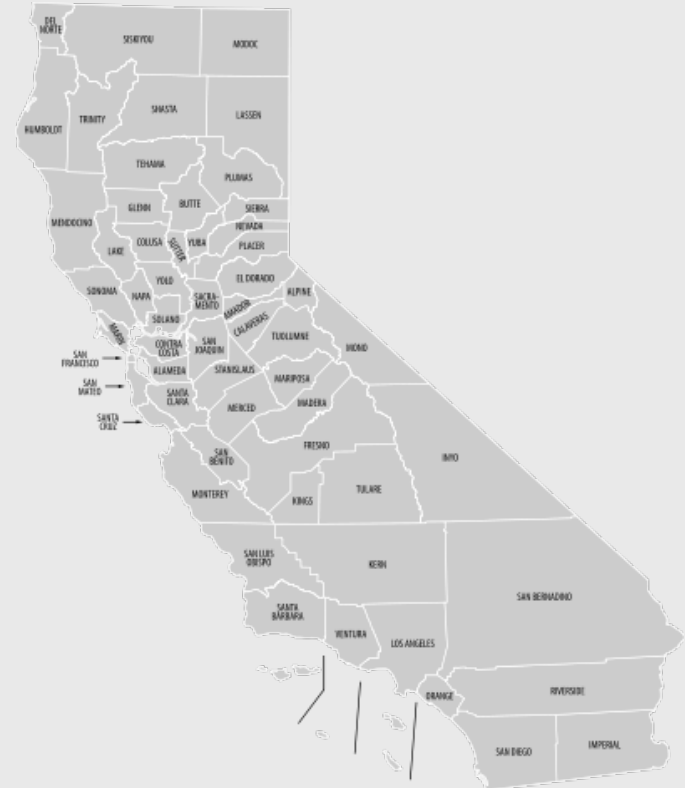 DEL
NORTE
SISKIYOU
MODOC
HUMBOLDT
TRINITY
SHASTA
LASSEN
TEHAMA
PLUMAS
MENDOCINO
GLENN
BUTTE
SIERRA
LAKE
COLUSA
SUTTER
YUBA
NEVADA
PLACER
SONOMA
NAPA
YOLO
EL DORADO
SACRA-
MENTO
ALPINE
AMADOR
SOLANO
MARIN
CALAVERAS
TUOLUMNE
MONO
SAN
FRANCISCO
CONTRA
COSTA
SAN
JOAQUIN
ALAMEDA
STANISLAUS
MARIPOSA
SAN
MATEO
SANTA
CLARA
MERCED
MADERA
SANTA
CRUZ
FRESNO
SAN
BENITO
INYO
MONTEREY
KINGS
TULARE
SAN LUIS
OBISPO
KERN
SAN BERNADINO
SANTA
BARBARA
VENTURA
LOS ANGELES
ORANGE
RIVERSIDE
SAN DIEGO
IMPERIAL